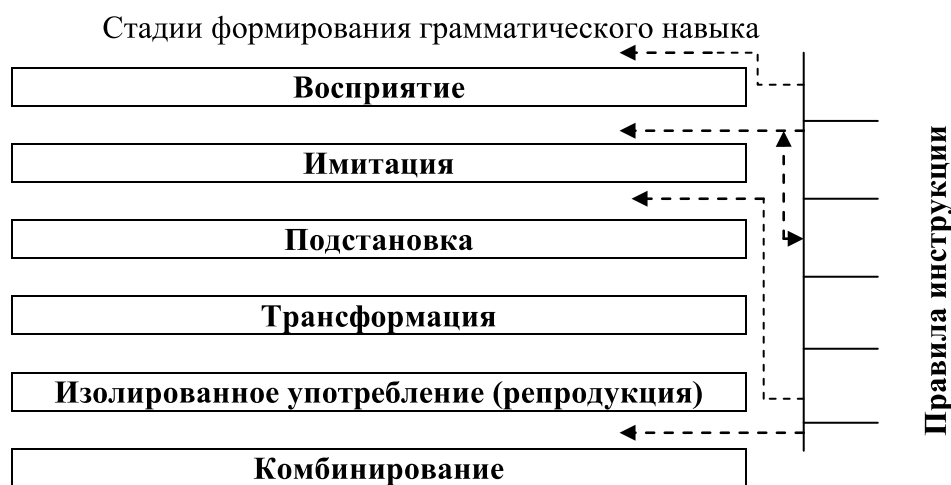 Стадии формирования грамматического навыка
Восприятие
Имитация
Подстановка
Трансформация
Изолированное употребление (репродукция)
Комбинирование
Правила инструкции